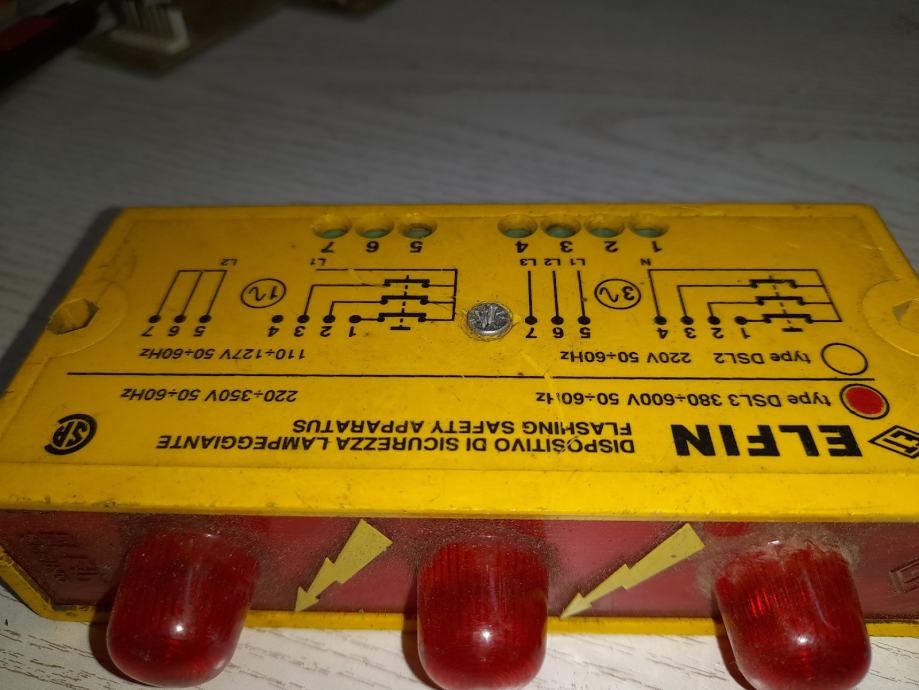 ELFIN
DISPOSITIVO DI SICUREZZA LAMPEGGIANTE
FLASHING SAFETY APPARATUS
type DSL3 380÷600V 50÷60Hz
220÷350V 50÷60Hz
type DSL2 220V 50÷60Hz
110÷127V 50÷60Hz
1 2 3 4 5 6 7
1 2 3 4 5 6 7
3~
1~
N L1 L2 L3
L1 L2
1 2 3 4 5 6 7